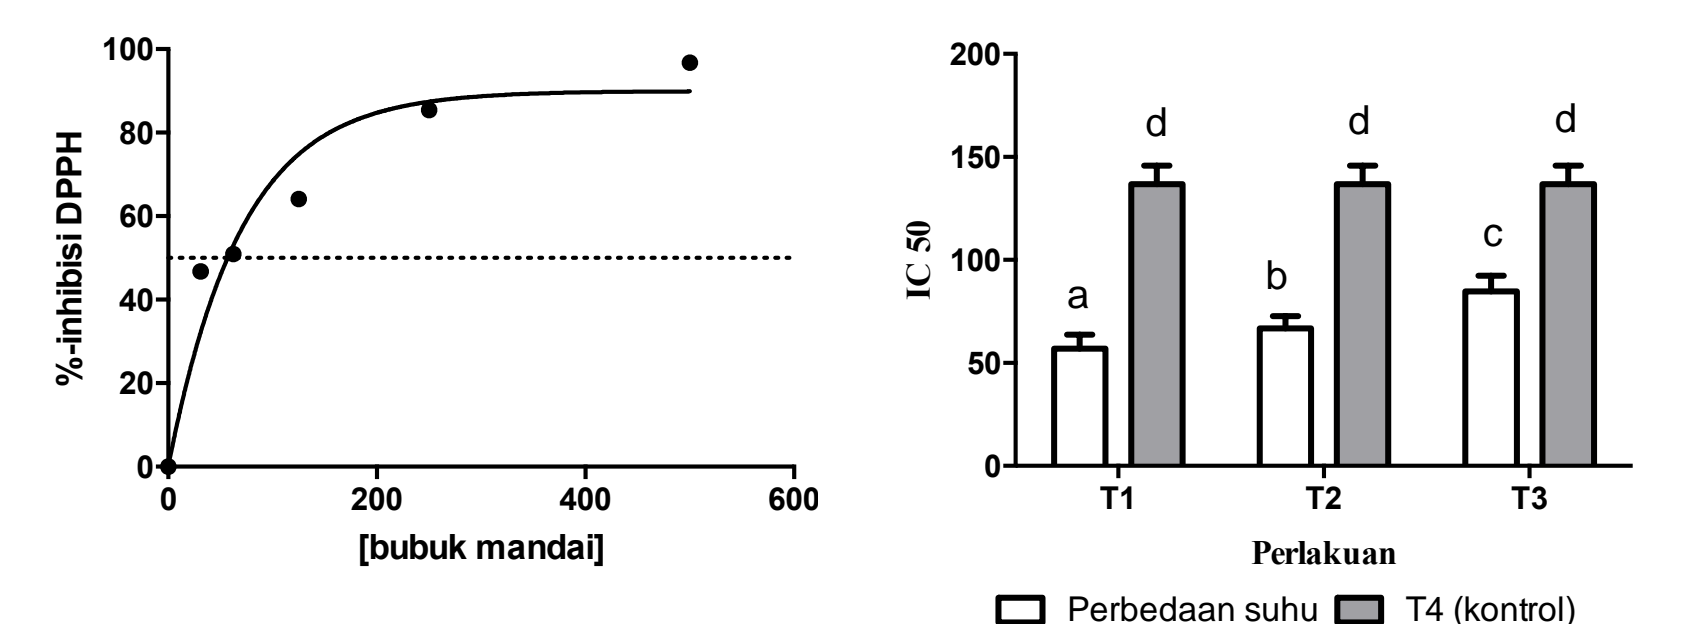 %-inhibisi DPPH
100
80
60
40
20
0
0 200 400 600
[bubuk mandai]
IC 50
200
150
100
50
0
a d b d c d
T1 T2 T3
Perlakuan
Perbedaan suhu T4 (kontrol)